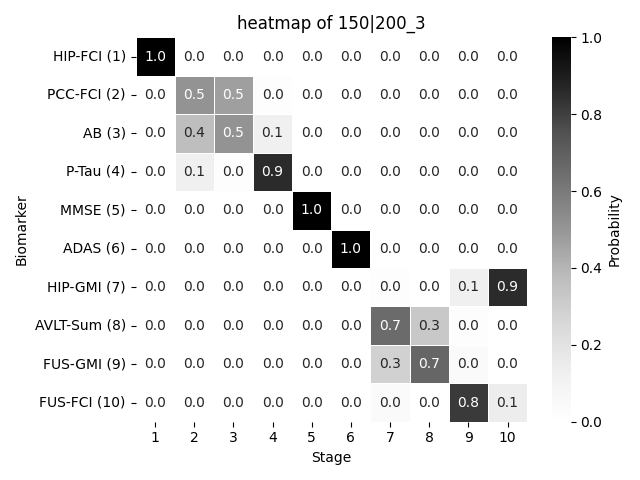 heatmap of 150|200_3
HIP-FCI (1) 1.0 0.0 0.0 0.0 0.0 0.0 0.0 0.0 0.0 0.0
PCC-FCI (2) 0.0 0.5 0.5 0.0 0.0 0.0 0.0 0.0 0.0 0.0
AB (3) 0.0 0.4 0.5 0.1 0.0 0.0 0.0 0.0 0.0 0.0
P-Tau (4) 0.0 0.1 0.0 0.9 0.0 0.0 0.0 0.0 0.0 0.0
MMSE (5) 0.0 0.0 0.0 0.0 1.0 0.0 0.0 0.0 0.0 0.0
ADAS (6) 0.0 0.0 0.0 0.0 0.0 1.0 0.0 0.0 0.0 0.0
HIP-GMI (7) 0.0 0.0 0.0 0.0 0.0 0.0 0.0 0.0 0.1 0.9
AVLT-Sum (8) 0.0 0.0 0.0 0.0 0.0 0.0 0.7 0.3 0.0 0.0
FUS-GMI (9) 0.0 0.0 0.0 0.0 0.0 0.0 0.3 0.7 0.0 0.0
FUS-FCI (10) 0.0 0.0 0.0 0.0 0.0 0.0 0.0 0.0 0.8 0.1
1 2 3 4 5 6 7 8 9 10
Stage
Biomarker
1.0
0.8
0.6
0.4
0.2
0.0
Probability